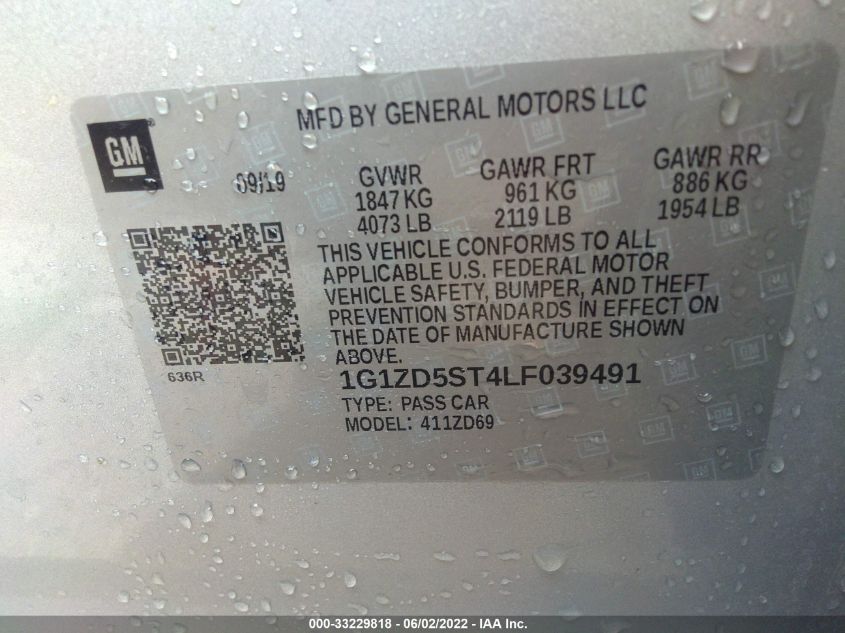 MFD BY GENERAL MOTORS LLC
GM
09/19
GVWR GAWR FRT GAWR RR
1847 KG 961 KG 886 KG
4073 LB 2119 LB 1954 LB
THIS VEHICLE CONFORMS TO ALL
APPLICABLE U.S. FEDERAL MOTOR
VEHICLE SAFETY, BUMPER, AND THEFT
PREVENTION STANDARDS IN EFFECT ON
THE DATE OF MANUFACTURE SHOWN
ABOVE.
636R
1G1ZD5ST4LF039491
TYPE: PASS CAR
MODEL: 411ZD69
000-33229818 - 06/02/2022 - IAA Inc.